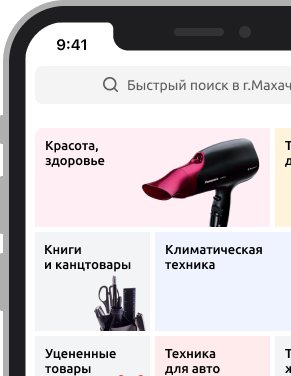 9:41
Быстрый поиск в г.Махач
Красота,
здоровье
Книги
и канцтовары
Климатическая
техника
Уцененные
товары
Техника
для авто